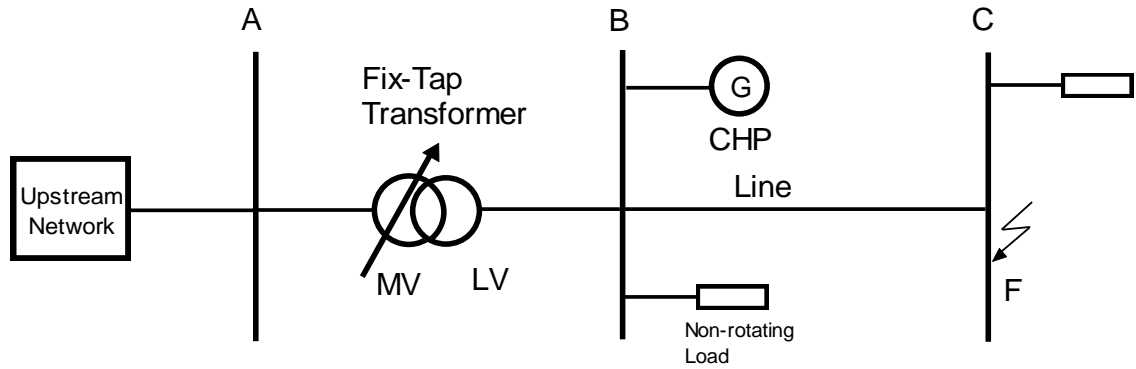 A
B
C
Fix-Tap
Transformer
G
CHP
Upstream
Network
Line
MV
LV
F
Non-rotating
Load